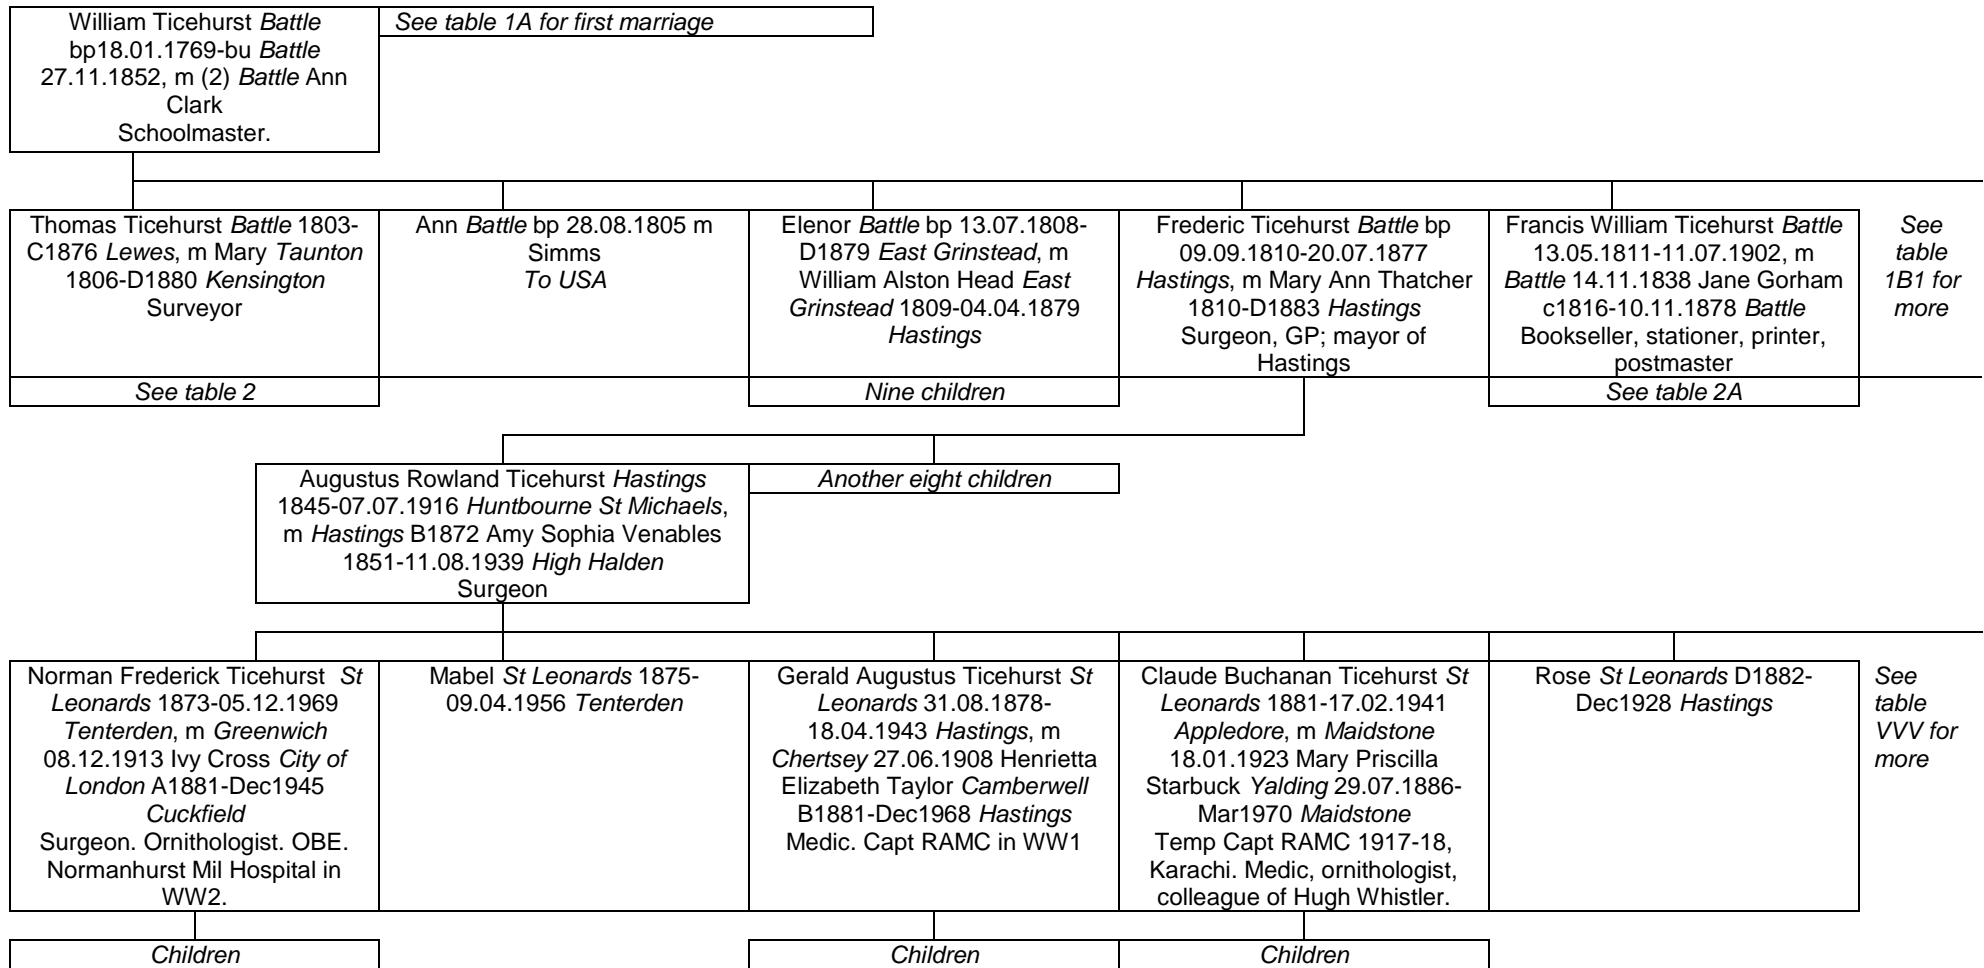 William Ticehurst Battle
bp18.01.1769-bu Battle
27.11.1852, m (2) Battle Ann
Clark
Schoolmaster.
See table 1A for first marriage
Thomas Ticehurst Battle 1803-
C1876 Lewes, m Mary Taunton
1806-D1880 Kensington
Surveyor
Ann Battle bp 28.08.1805 m
Simms
To USA
Elenor Battle bp 13.07.1808-
D1879 East Grinstead, m
William Alston Head East
Grinstead 1809-04.04.1879
Hastings
Frederic Ticehurst Battle bp
09.09.1810-20.07.1877
Hastings, m Mary Ann Thatcher
1810-D1883 Hastings
Surgeon, GP; mayor of
Hastings
Francis William Ticehurst Battle
13.05.1811-11.07.1902, m
Battle 14.11.1838 Jane Gorham
c1816-10.11.1878 Battle
Bookseller, stationer, printer,
postmaster
See
table
1B1 for
more
See table 2
Nine children
See table 2A
Augustus Rowland Ticehurst Hastings
1845-07.07.1916 Huntbourne St Michaels,
m Hastings B1872 Amy Sophia Venables
1851-11.08.1939 High Halden
Surgeon
Another eight children
Norman Frederick Ticehurst St
Leonards 1873-05.12.1969
Tenterden, m Greenwich
08.12.1913 Ivy Cross City of
London A1881-Dec1945
Cuckfield
Surgeon. Ornithologist. OBE.
Normanhurst Mil Hospital in
WW2.
Mabel St Leonards 1875-
09.04.1956 Tenterden
Gerald Augustus Ticehurst St
Leonards 31.08.1878-
18.04.1943 Hastings, m
Chertsey 27.06.1908 Henrietta
Elizabeth Taylor Camberwell
B1881-Dec1968 Hastings
Medic. Capt RAMC in WW1
Claude Buchanan Ticehurst St
Leonards 1881-17.02.1941
Appledore, m Maidstone
18.01.1923 Mary Priscilla
Starbuck Yalding 29.07.1886-
Mar1970 Maidstone
Temp Capt RAMC 1917-18,
Karachi. Medic, ornithologist,
colleague of Hugh Whistler.
Rose St Leonards D1882-
Dec1928 Hastings
See
table
VVV for
more
Children
Children
Children